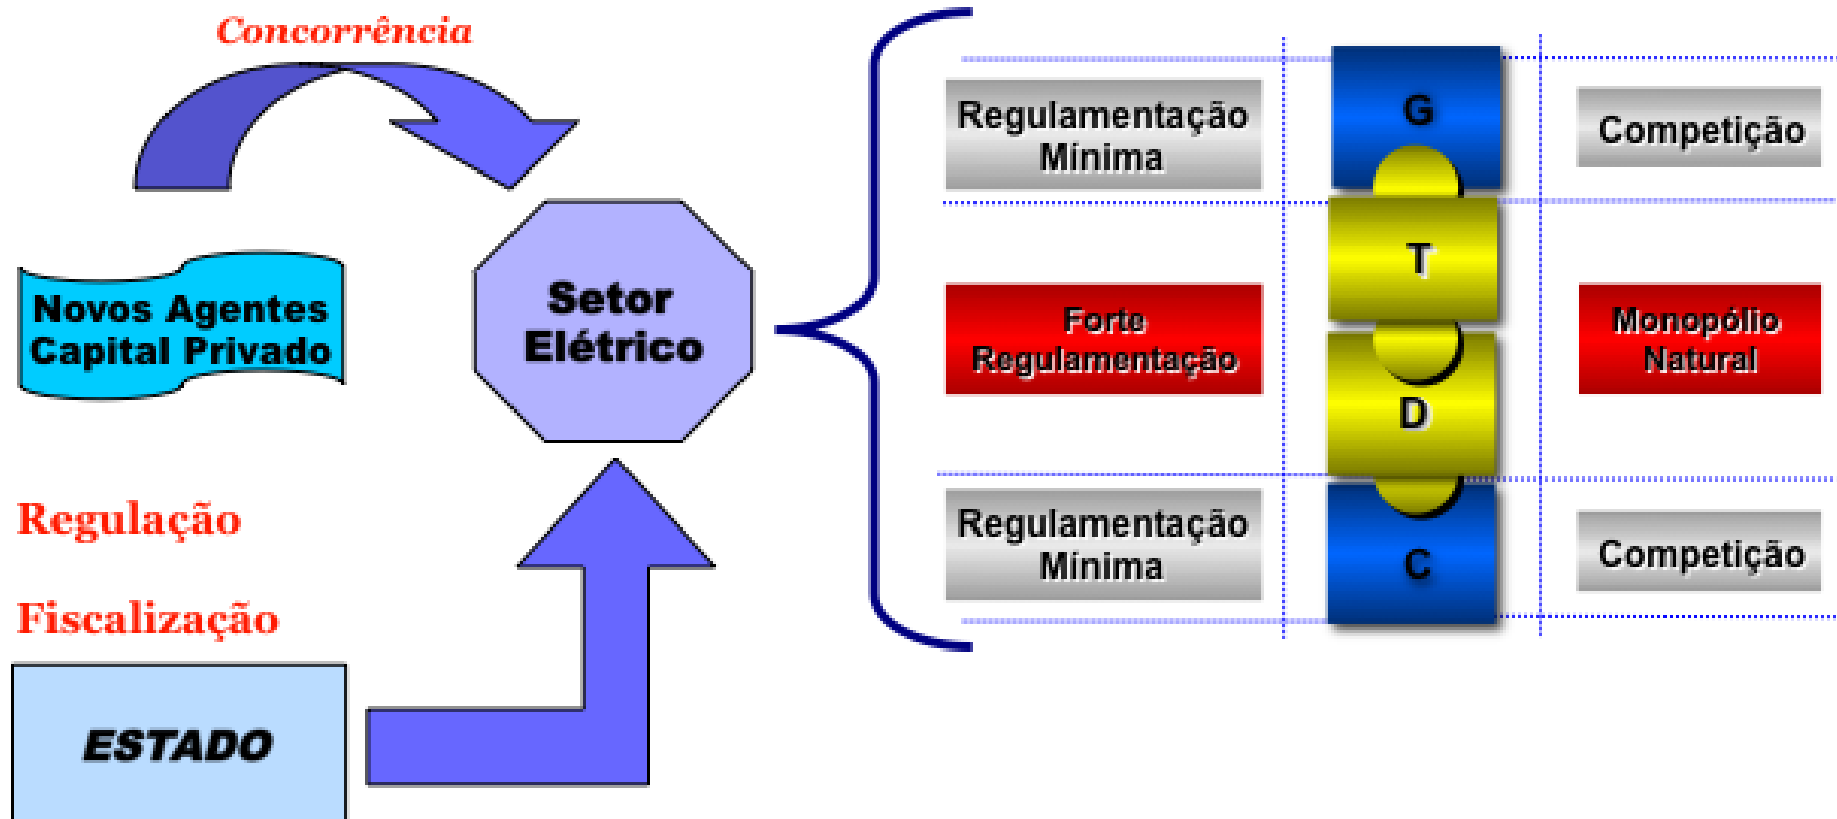 Concorrência
Novos Agentes
Capital Privado
Setor
Elétrico
Regulação
Fiscalização
ESTADO
Regulamentação
Mínima
G
Competição
T
Forte
Regulamentação
Monopólio
Natural
D
Regulamentação
Mínima
C
Competição